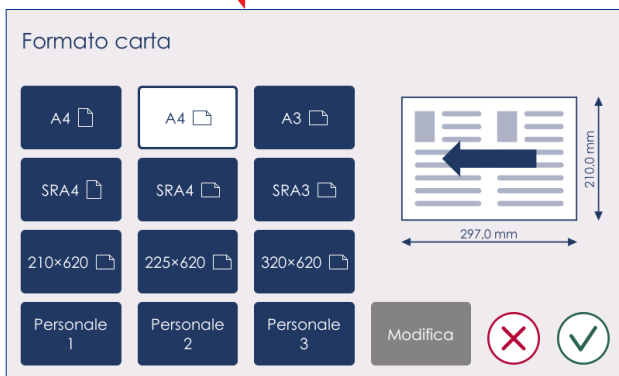 Formato carta
A4
A4
A3
SRA4
SRA4
SRA3
210×620
225×620
320×620
Personale
1
Personale
2
Personale
3
210,0 mm
297,0 mm
Modifica